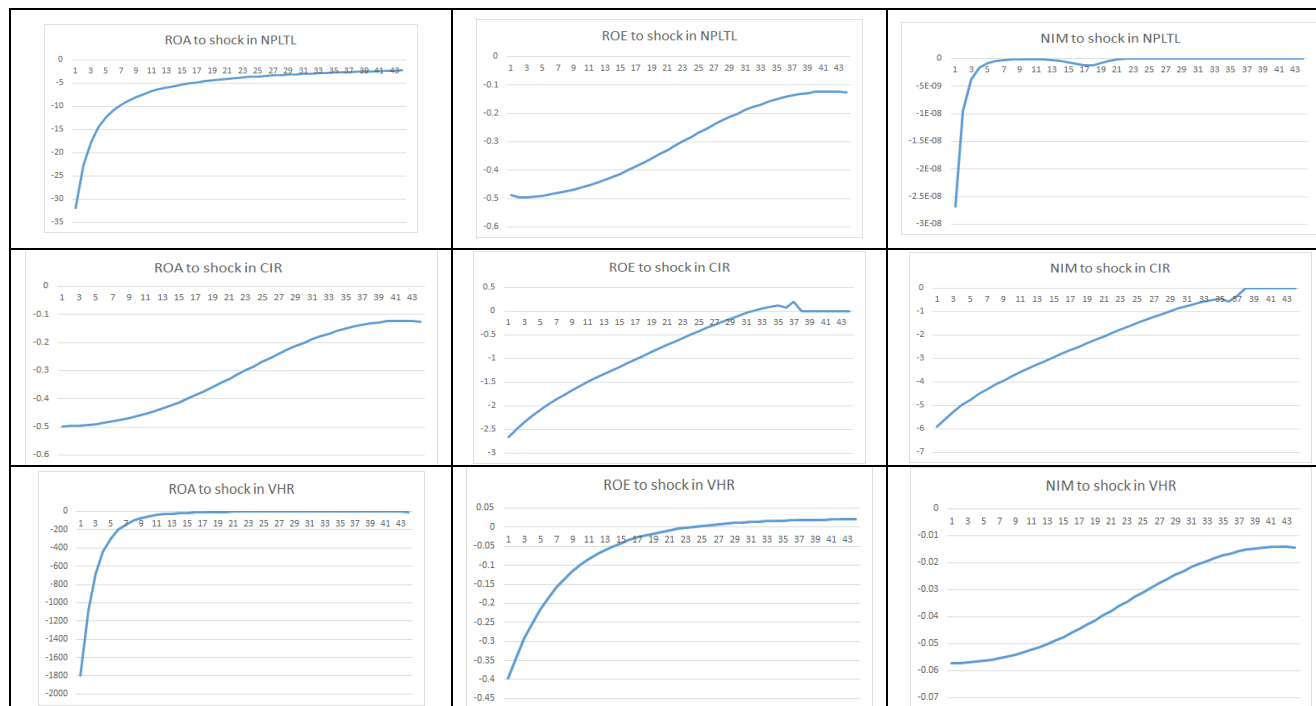 ROA to shock in NPLTL
0
1 3 5 7 9 11 13 15 17 19 21 23 25 27 29 31 33 35 37 39 41 43
-5
-10
-15
-20
-25
-30
-35
ROE to shock in NPLTL
0
1 3 5 7 9 11 13 15 17 19 21 23 25 27 29 31 33 35 37 39 41 43
-0.1
-0.2
-0.3
-0.4
-0.5
-0.6
NIM to shock in NPLTL
0
1 3 5 7 9 11 13 15 17 19 21 23 25 27 29 31 33 35 37 39 41 43
-5E-09
-1E-08
-1.5E-08
-2E-08
-2.5E-08
-3E-08
ROA to shock in CIR
0
1 3 5 7 9 11 13 15 17 19 21 23 25 27 29 31 33 35 37 39 41 43
-0.1
-0.2
-0.3
-0.4
-0.5
-0.6
ROE to shock in CIR
0.5
0
1 3 5 7 9 11 13 15 17 19 21 23 25 27 29 31 33 35 37 39 41 43
-0.5
-1
-1.5
-2
-2.5
-3
NIM to shock in CIR
0
1 3 5 7 9 11 13 15 17 19 21 23 25 27 29 31 33 35 37 39 41 43
-1
-2
-3
-4
-5
-6
-7
ROA to shock in VHR
0
1 3 5 7 9 11 13 15 17 19 21 23 25 27 29 31 33 35 37 39 41 43
-200
-400
-600
-800
-1000
-1200
-1400
-1600
-1800
-2000
ROE to shock in VHR
0.05
0
1 3 5 7 9 11 13 15 17 19 21 23 25 27 29 31 33 35 37 39 41 43
-0.05
-0.1
-0.15
-0.2
-0.25
-0.3
-0.35
-0.4
-0.45
NIM to shock in VHR
0
1 3 5 7 9 11 13 15 17 19 21 23 25 27 29 31 33 35 37 39 41 43
-0.01
-0.02
-0.03
-0.04
-0.05
-0.06
-0.07